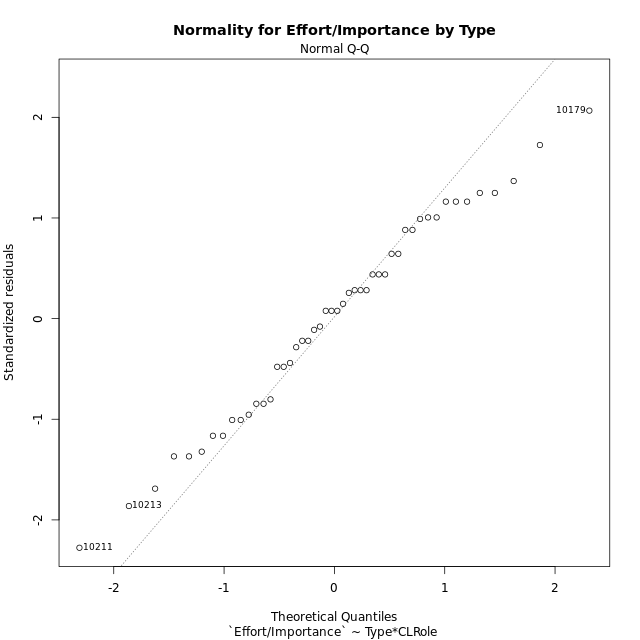 Normality for Effort/Importance by Type
Normal Q-Q
Standardized residuals
2
1
0
-1
-2
10179
10213
10211
-2 -1 0 1 2
Theoretical Quantiles
`Effort/Importance` ~ Type*CLRole